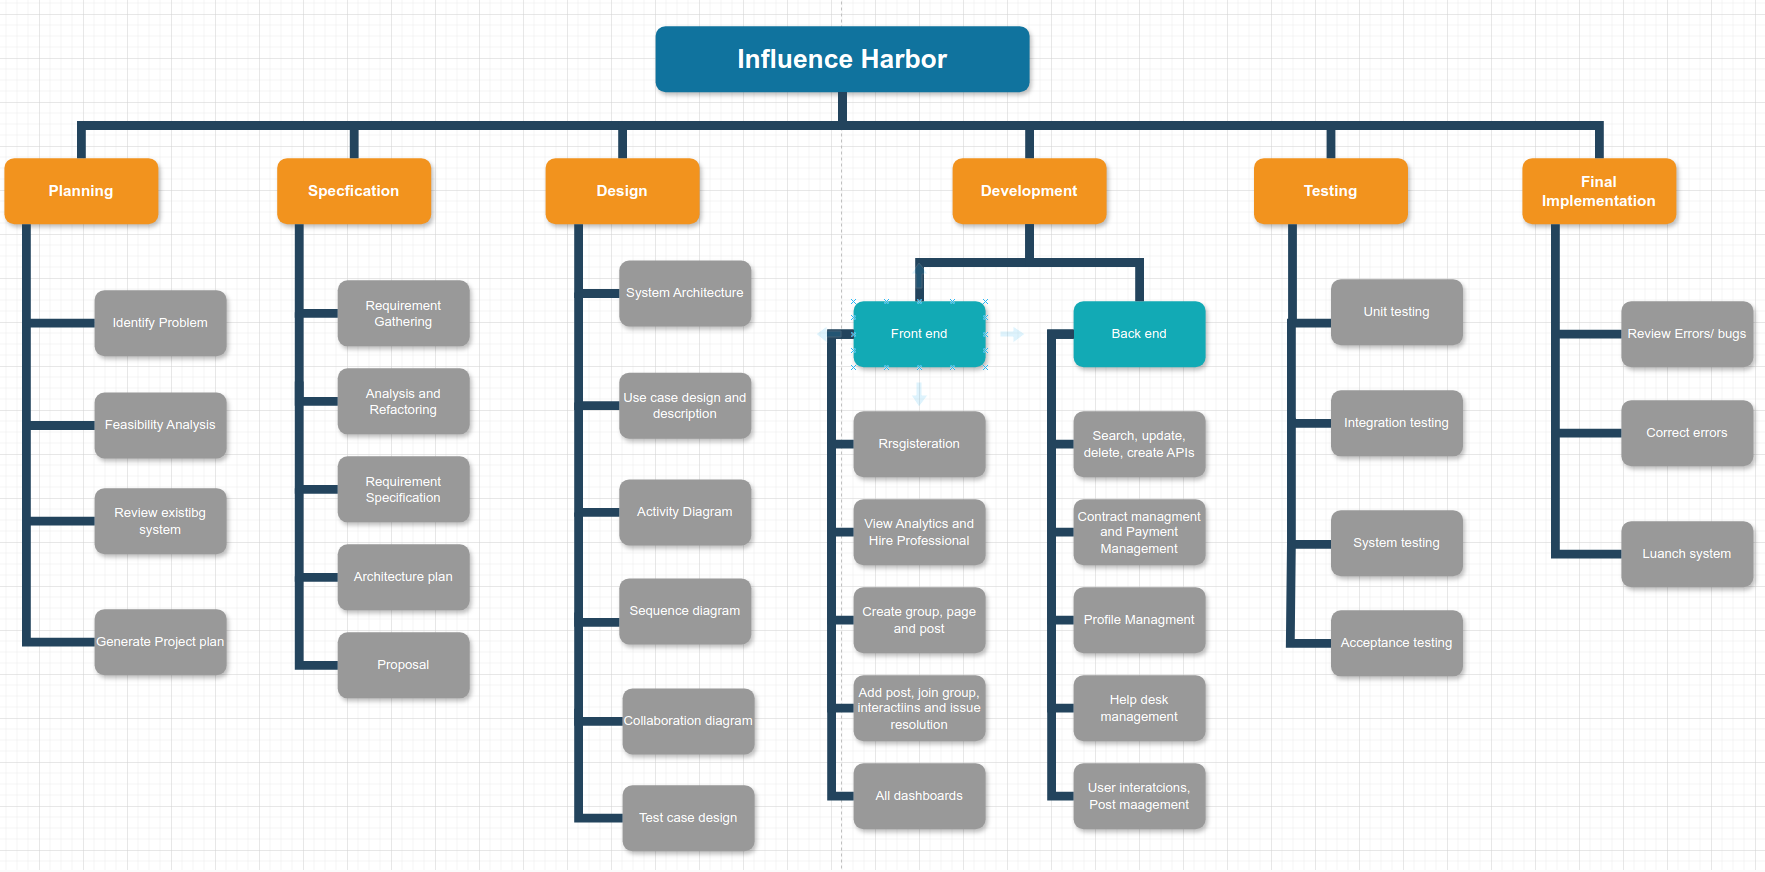 Influence Harbor
Planning
Specfication
Design
Development
Testing
Final
Implementation
Identify Problem
Feasibility Analysis
Review existibg
system
Generate Project plan
Requirement
Gathering
Analysis and
Refactoring
Requirement
Specification
Architecture plan
Proposal
System Architecture
Use case design and
description
Activity Diagram
Sequence diagram
Collaboration diagram
Test case design
Front end
Rrsgisteration
View Analytics and
Hire Professional
Create group, page
and post
Add post, join group,
interactiins and issue
resolution
All dashboards
Back end
Search, update,
delete, create APIs
Contract managment
and Payment
Management
Profile Managment
Help desk
management
User interatcions,
Post maagement
Unit testing
Integration testing
System testing
Acceptance testing
Review Errors/ bugs
Correct errors
Luanch system